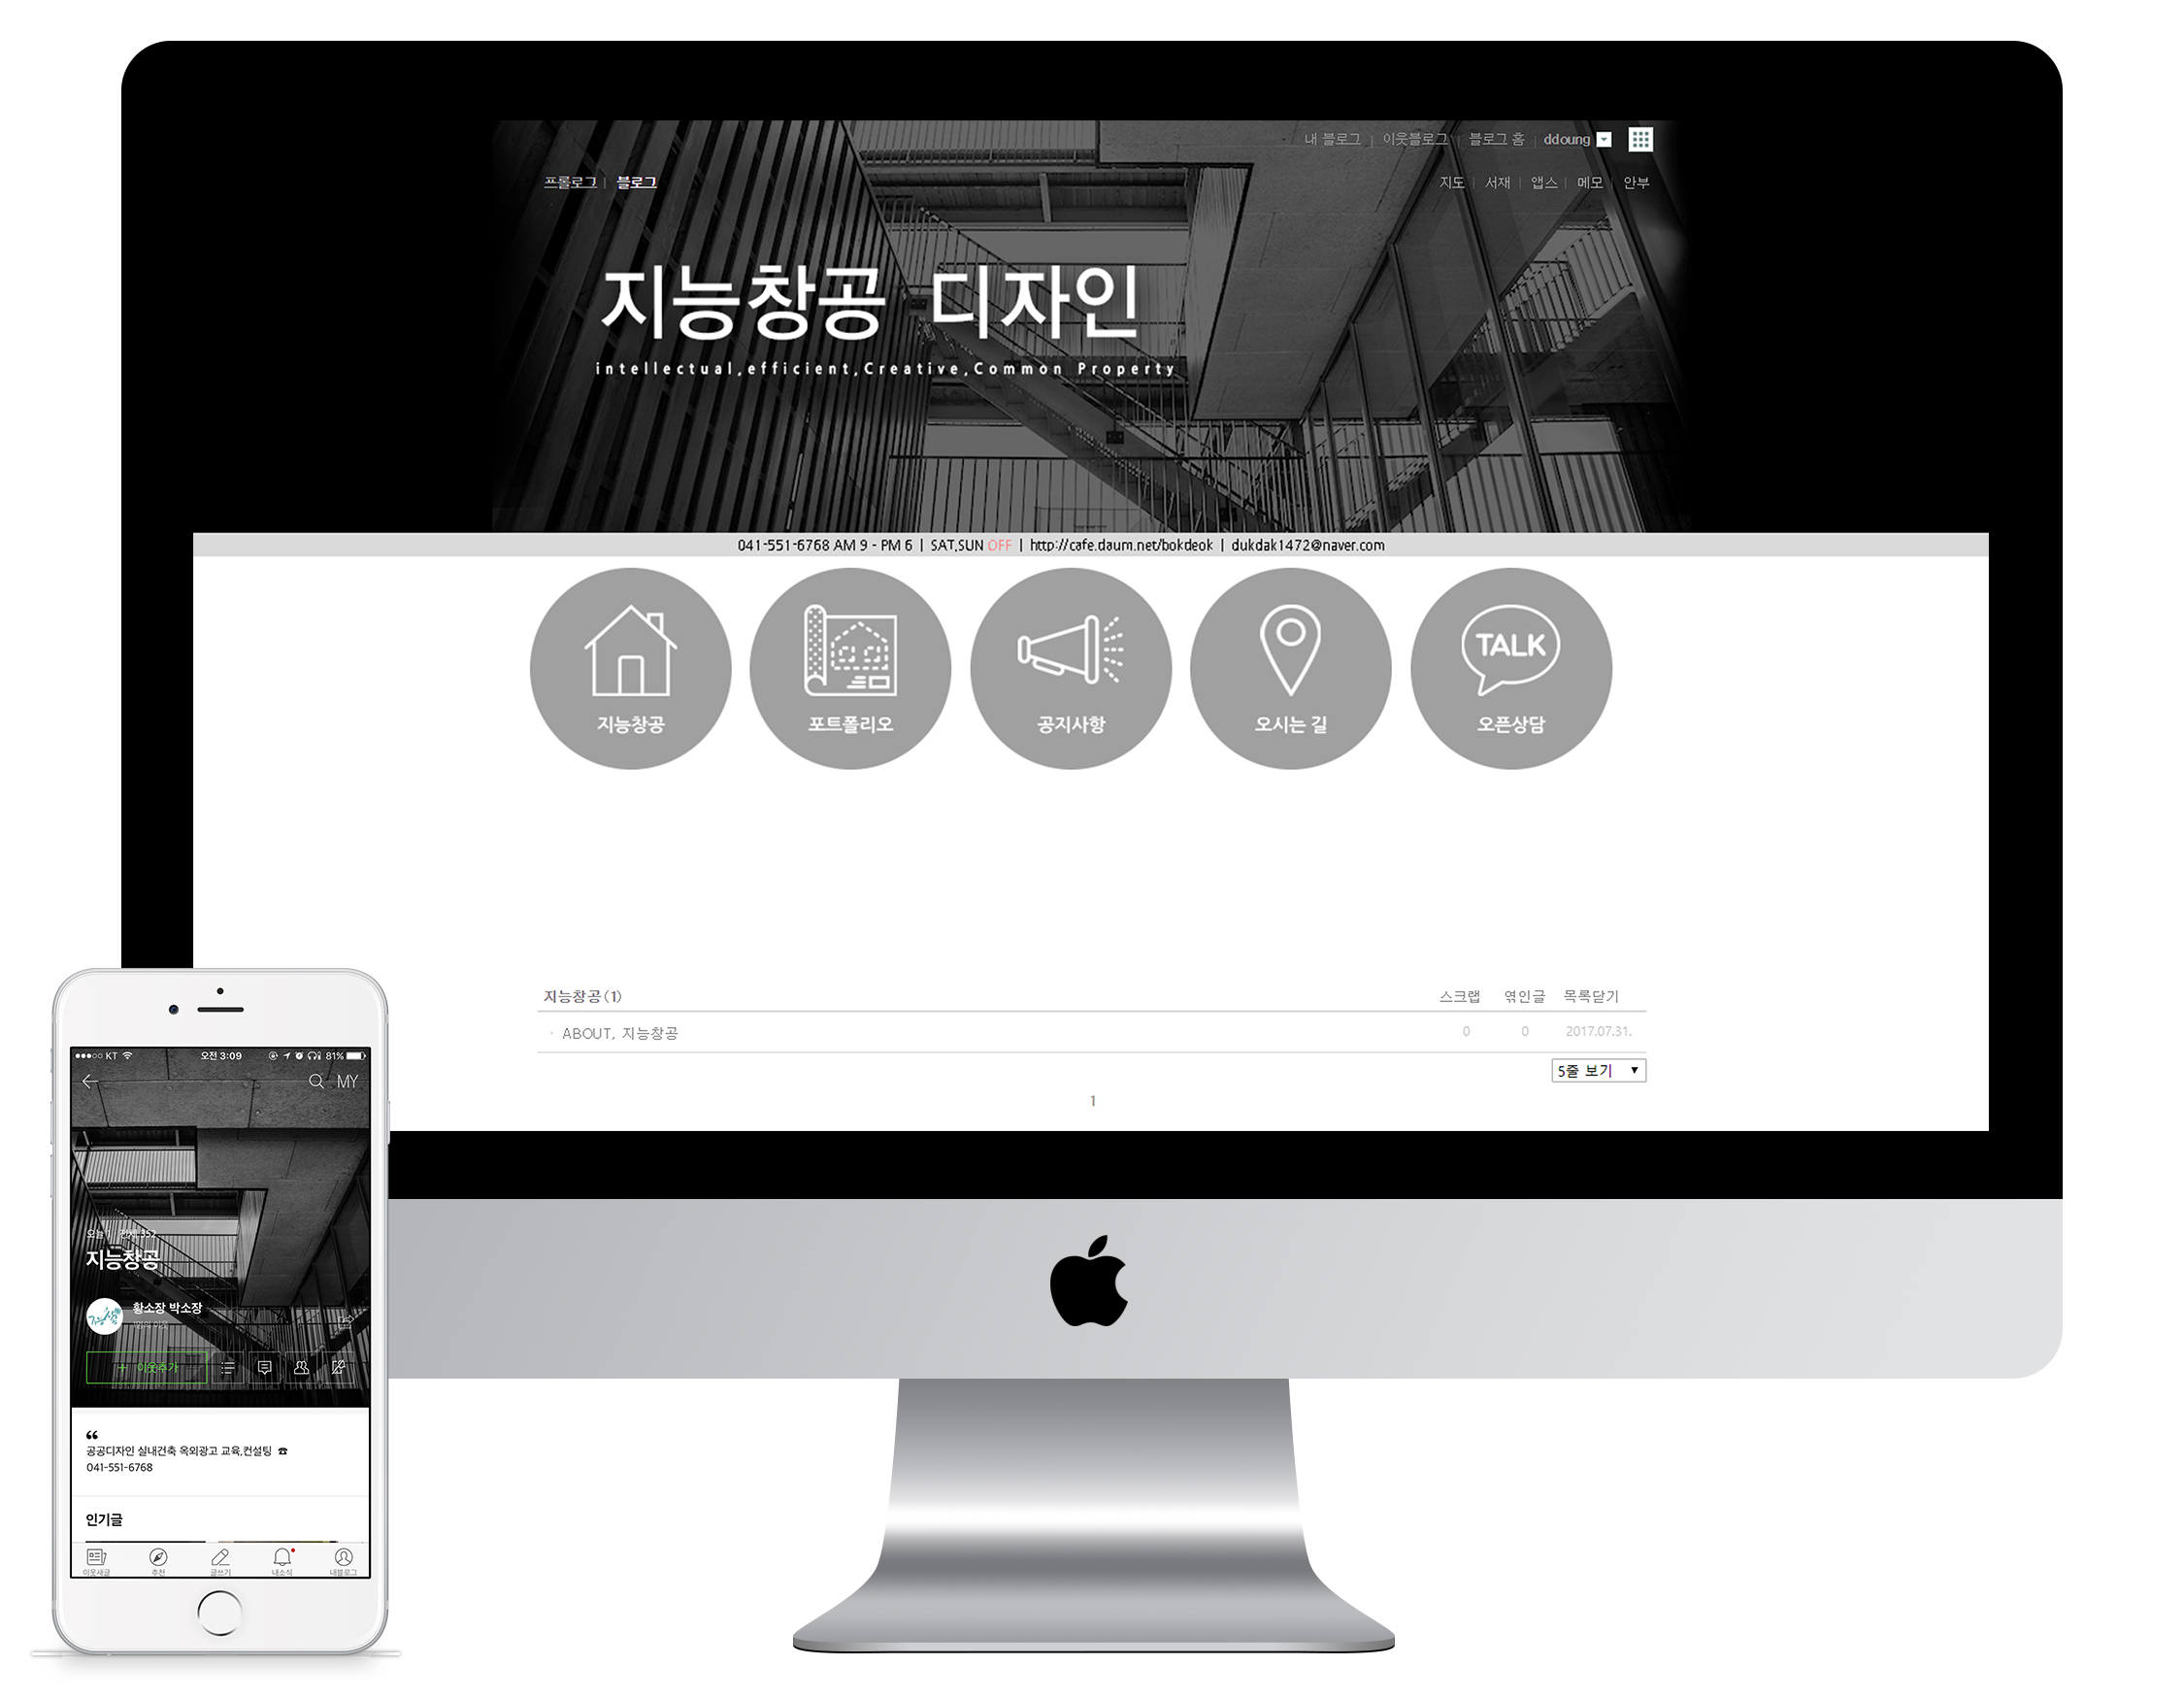 내 블로그 | 이웃블로그 | 블로그 홈 | ddoung
프롤로그 | 블로그
지도 | 서재 | 앱스 | 메모 | 안부
지능창공 디자인
intellectual,efficient,Creative,Common Property
041-551-6768 AM 9 - PM 6 | SAT,SUN OFF | http://cafe.daum.net/bokdeok | dukdak1472@naver.com
TALK
지능창공 포트폴리오 공지사항 오시는 길 오픈상담
지능창공 (1) 스크랩 엮인글 목록닫기
· ABOUT, 지능창공 0 0 2017.07.31.
5줄 보기
1
KT 오전 3:09 81%
MY
오늘 1 전체 352
지능창공
황소장 박소장
+ 이웃추가
❝
공공디자인 실내건축 옥외광고 교육,컨설팅 ☎
041-551-6768
인기글
이웃새글 추천 글쓰기 내소식 내블로그